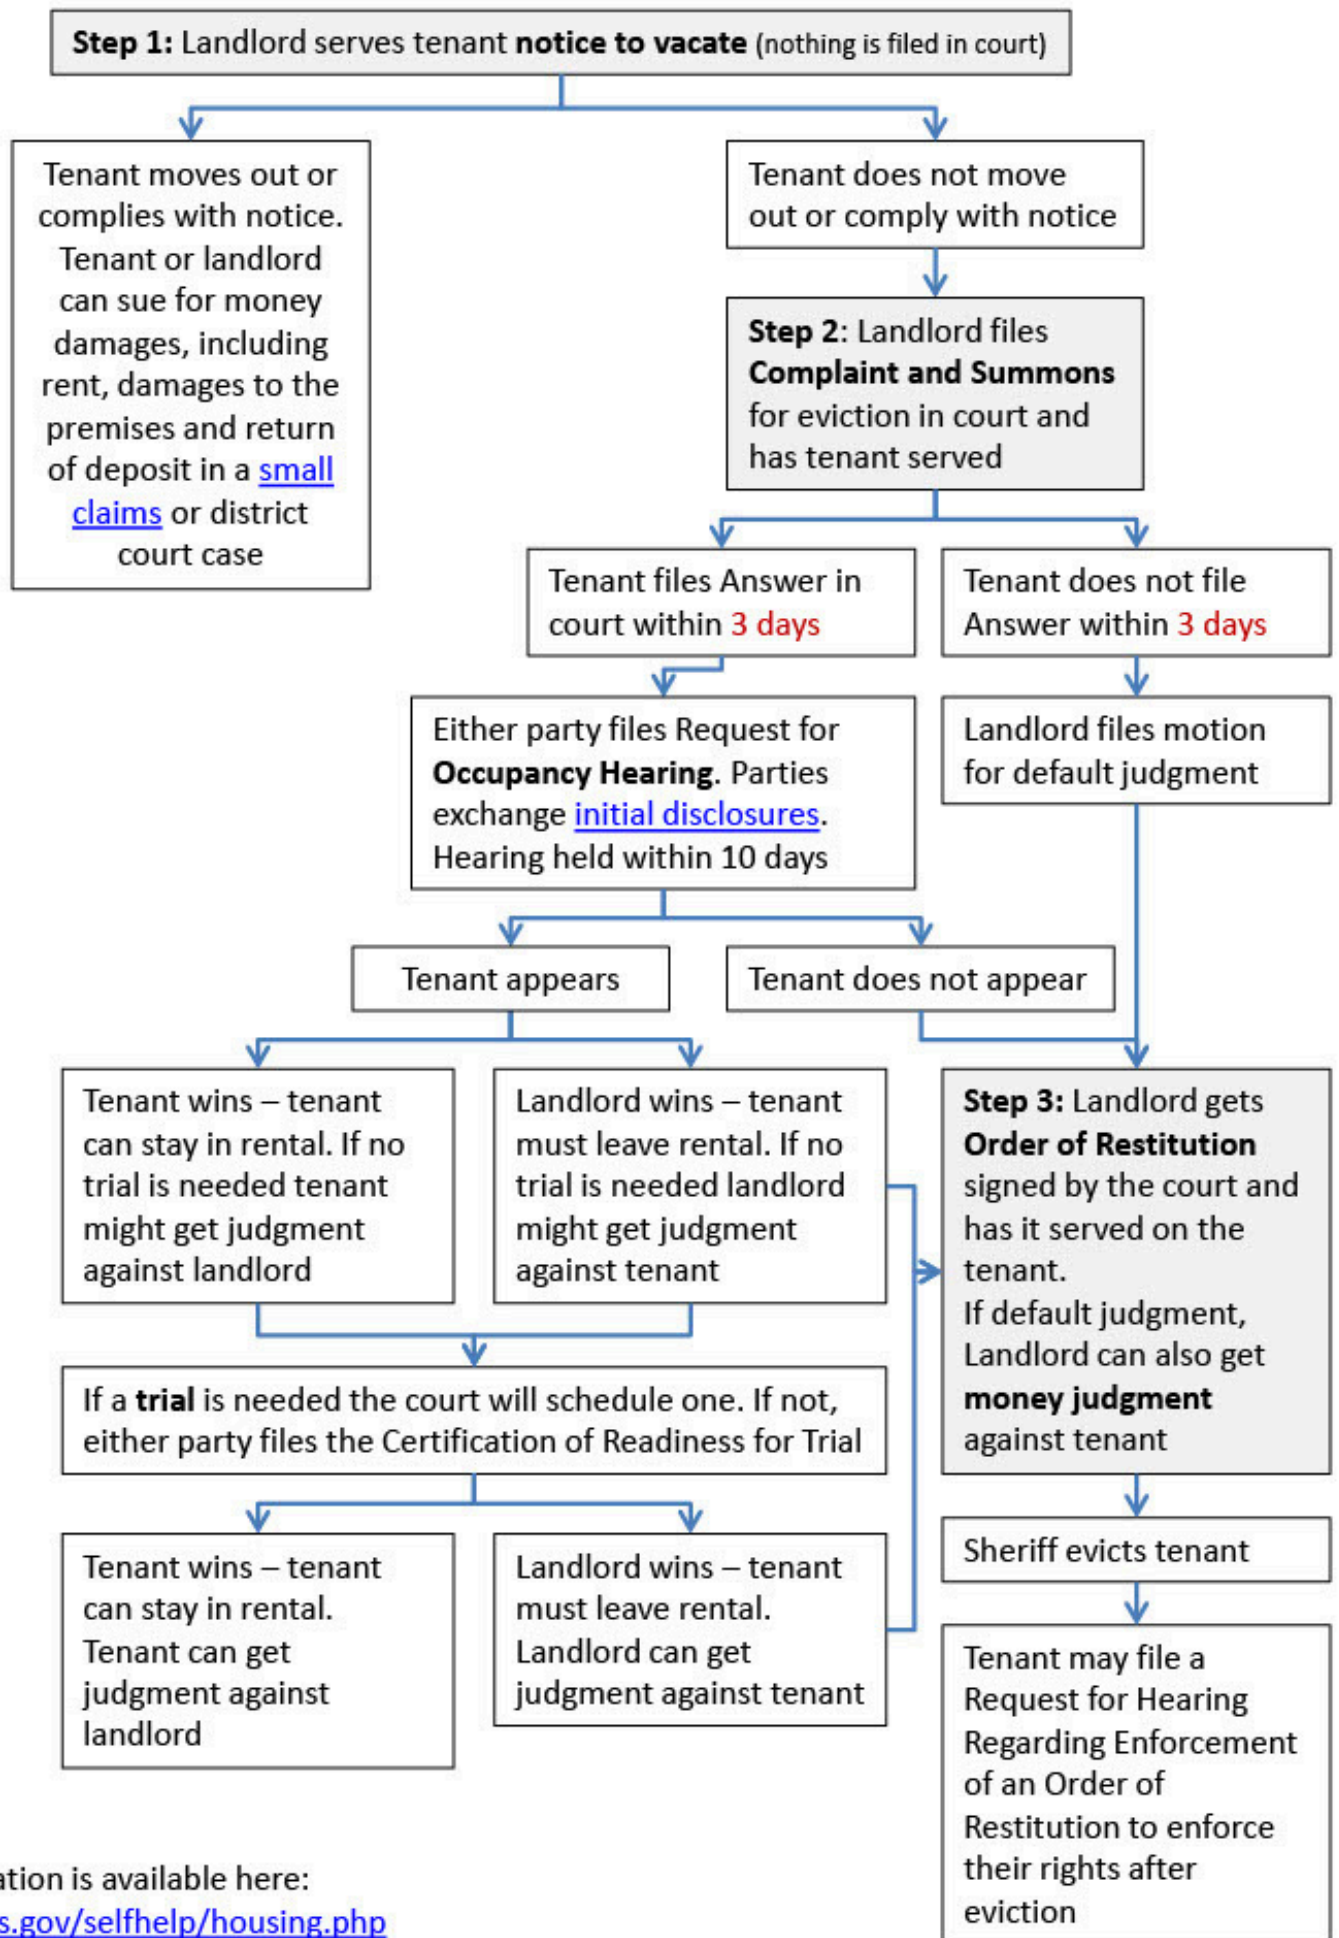 Step 1: Landlord serves tenant notice to vacate (nothing is filed in court)
Tenant moves out or
complies with notice.
Tenant or landlord
can sue for money
damages, including
rent, damages to the
premises and return
of deposit in a small
claims or district
court case
Tenant does not move
out or comply with notice
Step 2: Landlord files
Complaint and Summons
for eviction in court and
has tenant served
Tenant files Answer in
court within 3 days
Tenant does not file
Answer within 3 days
Either party files Request for
Occupancy Hearing. Parties
exchange initial disclosures.
Hearing held within 10 days
Landlord files motion
for default judgment
Tenant appears
Tenant does not appear
Tenant wins – tenant
can stay in rental. If no
trial is needed tenant
might get judgment
against landlord
Landlord wins – tenant
must leave rental. If no
trial is needed landlord
might get judgment
against tenant
Step 3: Landlord gets
Order of Restitution
signed by the court and
has it served on the
tenant.
If default judgment,
Landlord can also get
money judgment
against tenant
If a trial is needed the court will schedule one. If not,
either party files the Certification of Readiness for Trial
Tenant wins – tenant
can stay in rental.
Tenant can get
judgment against
landlord
Landlord wins – tenant
must leave rental.
Landlord can get
judgment against tenant
Sheriff evicts tenant
Tenant may file a
Request for Hearing
Regarding Enforcement
of an Order of
Restitution to enforce
their rights after
eviction
ation is available here:
s.gov/selfhelp/housing.php